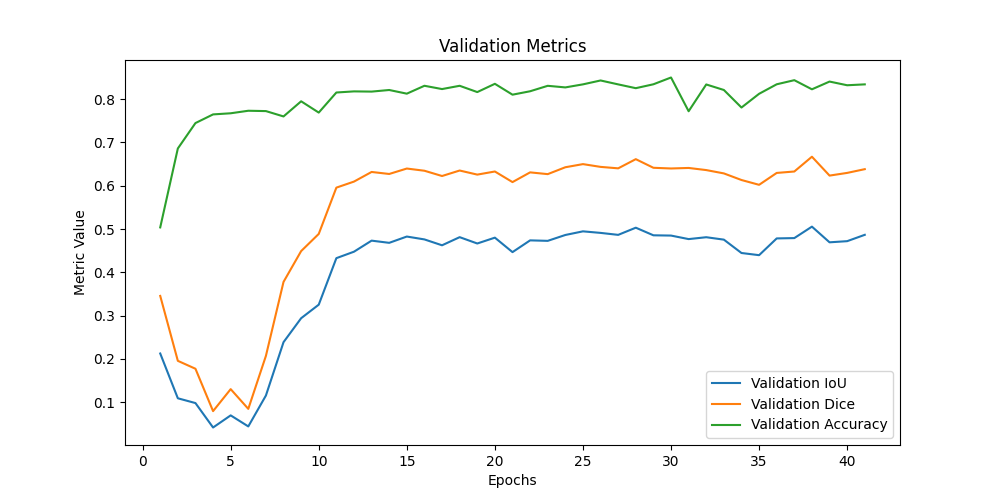 Validation Metrics
Metric Value
0.8
0.7
0.6
0.5
0.4
0.3
0.2
0.1
Validation IoU
Validation Dice
Validation Accuracy
0 5 10 15 20 25 30 35 40
Epochs